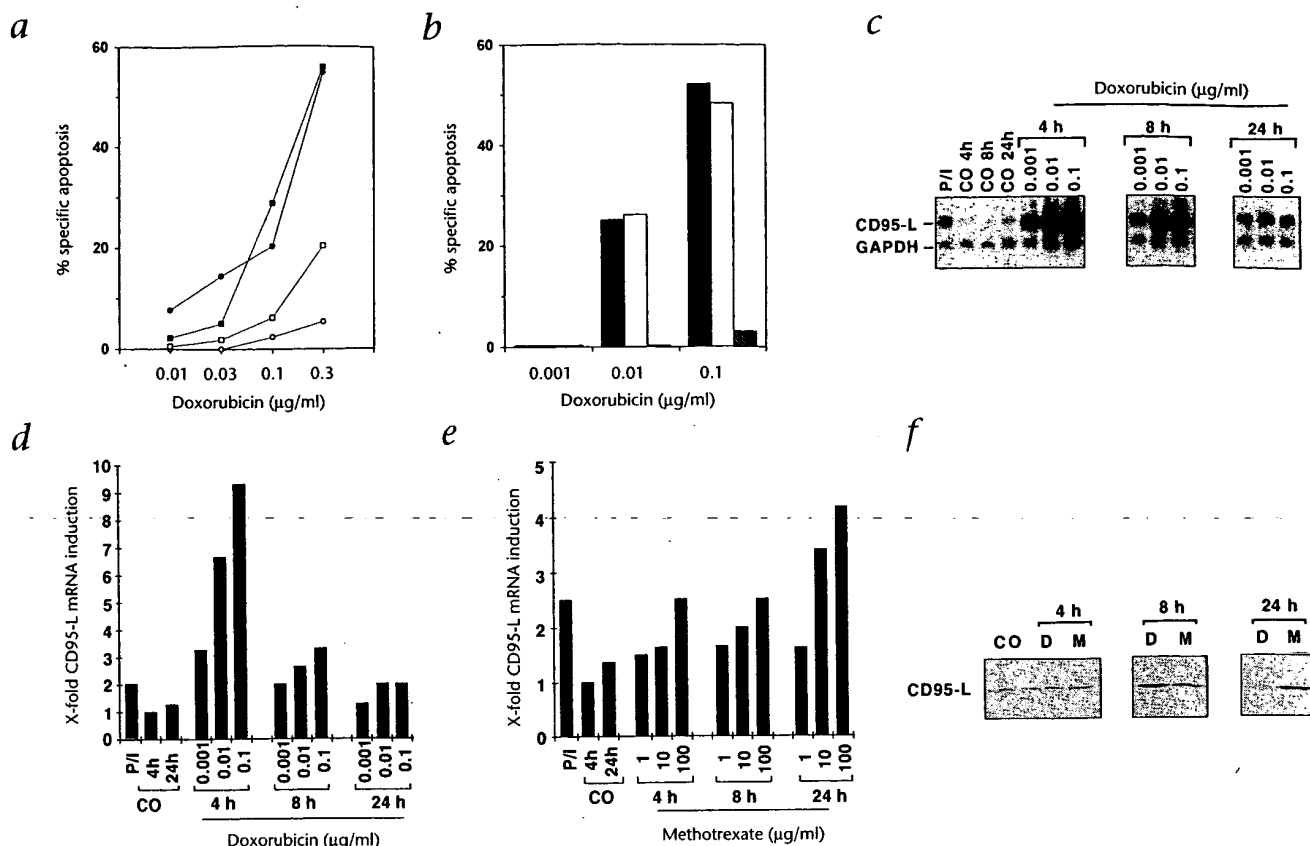 a
60
40
20
0
% specific apoptosis
0.01 0.03 0.1 0.3
Doxorubicin (µg/ml)
b
60
40
20
0
% specific apoptosis
0.001 0.01 0.1
Doxorubicin (µg/ml)
c
Doxorubicin (µg/ml)
4 h 8 h 24 h
P/I CO 4h CO 8h CO 24h 0.001 0.01 0.1 0.001 0.01 0.1 0.001 0.01 0.1
CD95-L
GAPDH
d
10
9
8
7
6
5
4
3
2
1
0
X-fold CD95-L mRNA induction
P/I 4h 24h 0.001 0.01 0.1 0.001 0.01 0.1 0.001 0.01 0.1
CO 4 h 8 h 24 h
Doxorubicin (µg/ml)
e
5
4
3
2
1
0
X-fold CD95-L mRNA induction
P/I 4h 24h 1 10 100 1 10 100 1 10 100
CO 4 h 8 h 24 h
Methotrexate (µg/ml)
f
4 h 8 h 24 h
CO D M D M D M
CD95-L